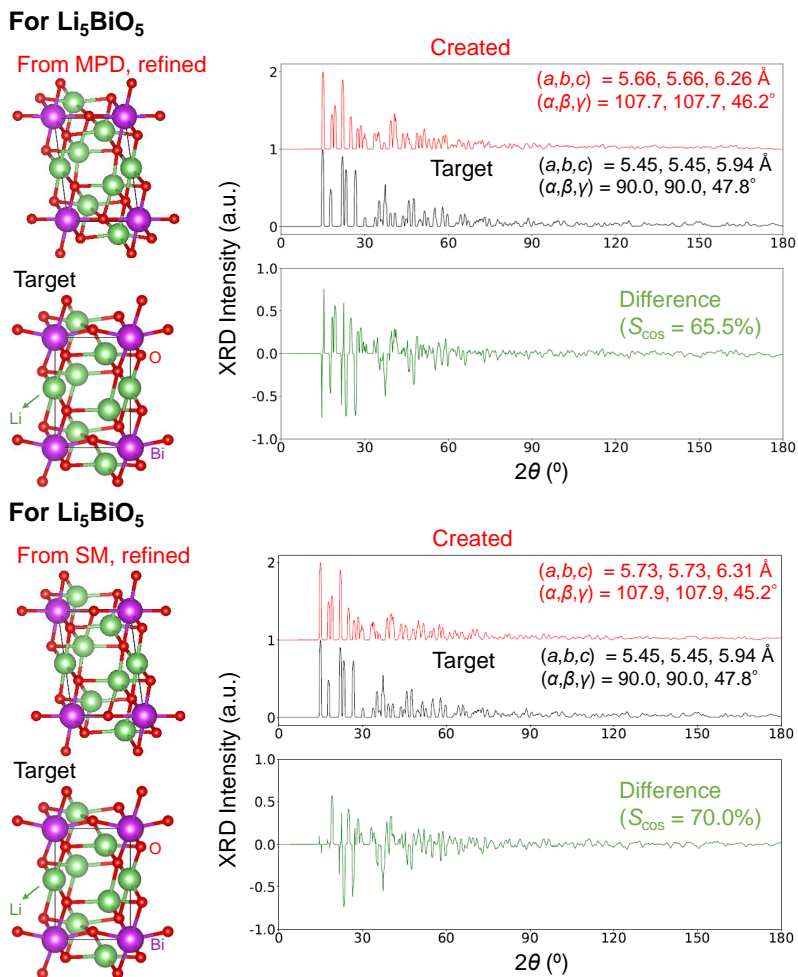 For Li₅BiO₅
From MPD, refined
Created
(a,b,c) = 5.66, 5.66, 6.26 Å
(α,β,γ) = 107.7, 107.7, 46.2°
Target
(a,b,c) = 5.45, 5.45, 5.94 Å
(α,β,γ) = 90.0, 90.0, 47.8°
2
1
0
0 30 60 90 120 150 180
XRD Intensity (a.u.)
Target
O
Li
Bi
1.0
0.5
0.0
-0.5
-1.0
Difference
(S_cos = 65.5%)
0 30 60 90 120 150 180
2θ (º)
For Li₅BiO₅
From SM, refined
Created
(a,b,c) = 5.73, 5.73, 6.31 Å
(α,β,γ) = 107.9, 107.9, 45.2°
Target
(a,b,c) = 5.45, 5.45, 5.94 Å
(α,β,γ) = 90.0, 90.0, 47.8°
2
1
0
0 30 60 90 120 150 180
XRD Intensity (a.u.)
Target
O
Li
Bi
1.0
0.5
0.0
-0.5
-1.0
Difference
(S_cos = 70.0%)
0 30 60 90 120 150 180
2θ (º)